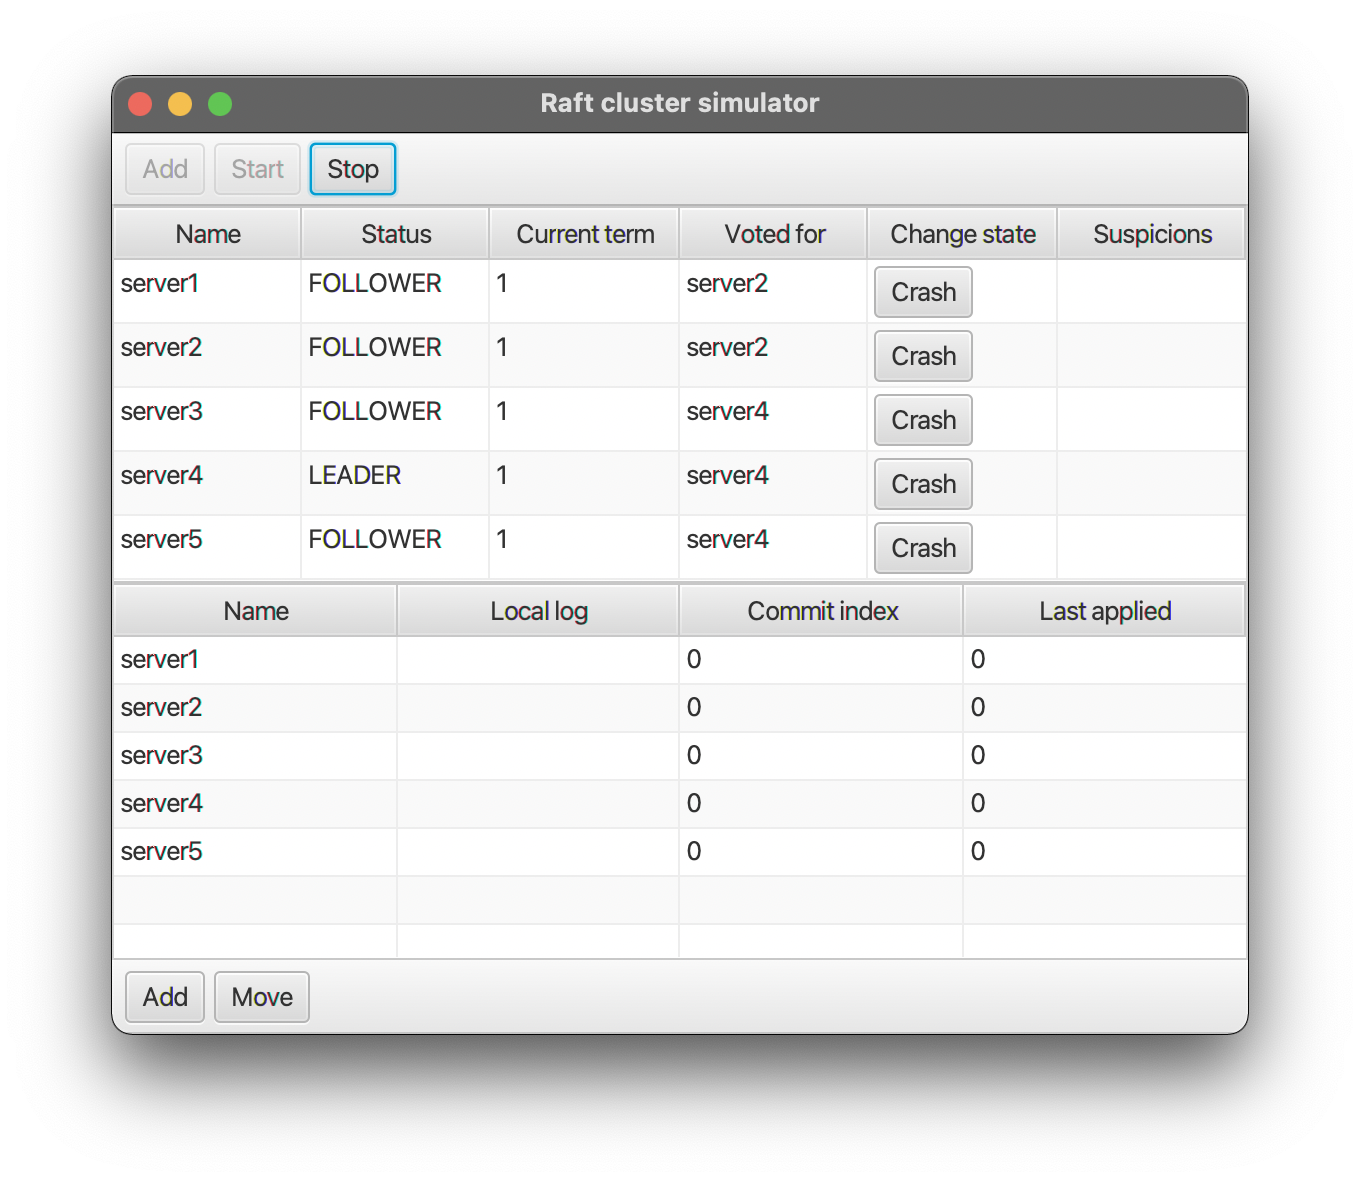 Raft cluster simulator
Add Start Stop
Name Status Current term Voted for Change state Suspicions
server1 FOLLOWER 1 server2 Crash
server2 FOLLOWER 1 server2 Crash
server3 FOLLOWER 1 server4 Crash
server4 LEADER 1 server4 Crash
server5 FOLLOWER 1 server4 Crash
Name Local log Commit index Last applied
server1 0 0
server2 0 0
server3 0 0
server4 0 0
server5 0 0
Add Move